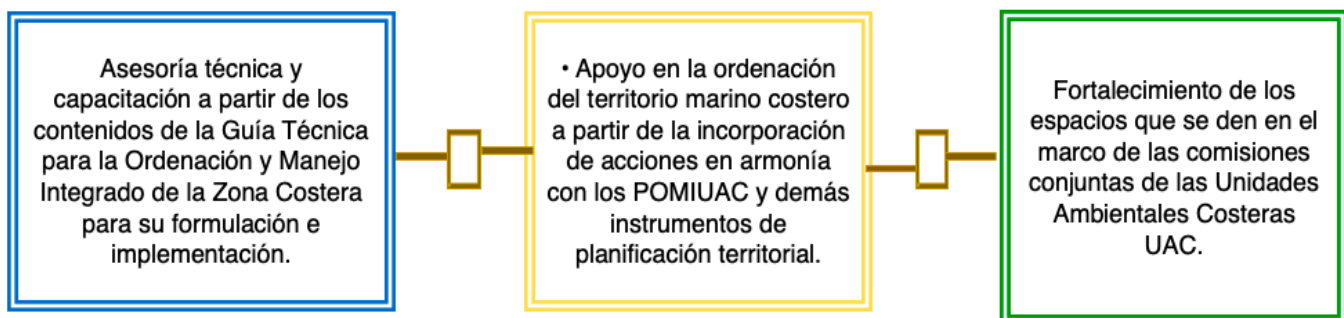 Asesoría técnica y
capacitación a partir de los
contenidos de la Guía Técnica
para la Ordenación y Manejo
Integrado de la Zona Costera
para su formulación e
implementación.
• Apoyo en la ordenación
del territorio marino costero
a partir de la incorporación
de acciones en armonía
con los POMIUAC y demás
instrumentos de
planificación territorial.
Fortalecimiento de los
espacios que se den en el
marco de las comisiones
conjuntas de las Unidades
Ambientales Costeras
UAC.